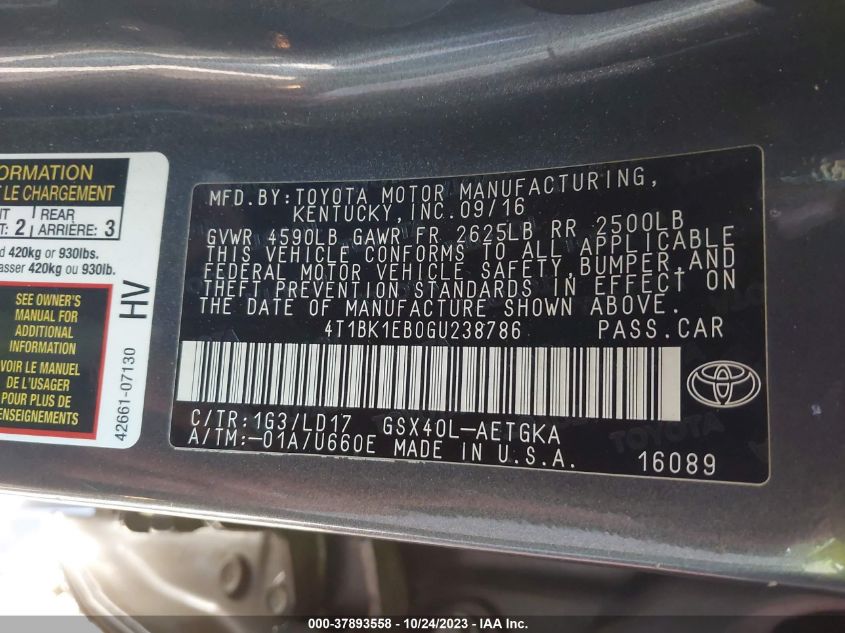 ORMATION
T LE CHARGEMENT
NT REAR
T: 2 ARRIÈRE: 3
d 420kg or 930lbs.
asser 420kg ou 930lb.
SEE OWNER'S
MANUAL FOR
ADDITIONAL
INFORMATION
VOIR LE MANUEL
DE L'USAGER
POUR PLUS DE
RENSEIGNEMENTS
42661-07130 HV
MFD.BY:TOYOTA MOTOR MANUFACTURING,
KENTUCKY,INC.09/16
GVWR 4590LB GAWR FR 2625LB RR 2500LB
THIS VEHICLE CONFORMS TO ALL APPLICABLE
FEDERAL MOTOR VEHICLE SAFETY,BUMPER,AND
THEFT PREVENTION STANDARDS IN EFFECT ON
THE DATE OF MANUFACTURE SHOWN ABOVE.
4T1BK1EB0GU238786 PASS.CAR
C/TR:1G3/LD17 GSX40L-AETGKA
A/TM:-01A/U660E MADE IN U.S.A. 16089
TOYOTA
000-37893558 - 10/24/2023 - IAA Inc.